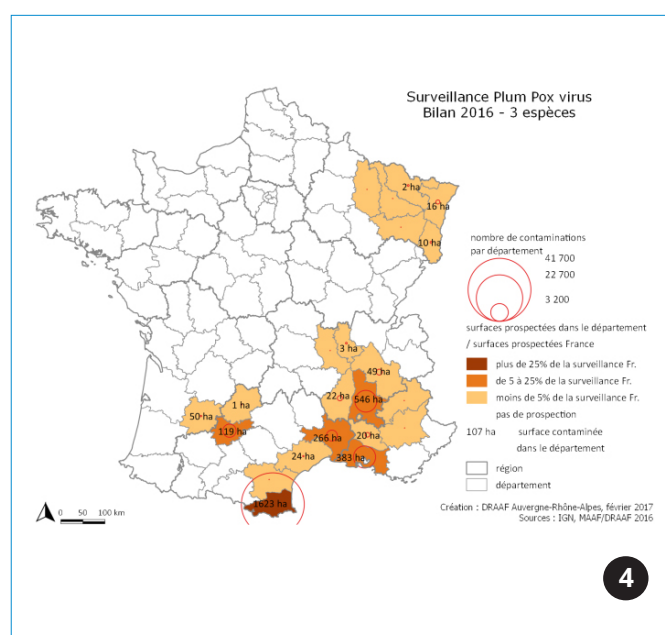 Surveillance Plum Pox virus
Bilan 2016 - 3 espèces
2 ha
16 ha
10 ha
nombre de contaminations
par département
41 700
22 700
3 200
surfaces prospectées dans le département
/ surfaces prospectées France
plus de 25% de la surveillance Fr.
de 5 à 25% de la surveillance Fr.
moins de 5% de la surveillance Fr.
pas de prospection
107 ha surface contaminée
dans le département
région
département
3 ha
49 ha
22 ha
546 ha
1 ha
50 ha
119 ha
266 ha
20 ha
24 ha
383 ha
1623 ha
0 50 100 km
Création : DRAAF Auvergne-Rhône-Alpes, février 2017
Sources : IGN, MAAF/DRAAF 2016
4